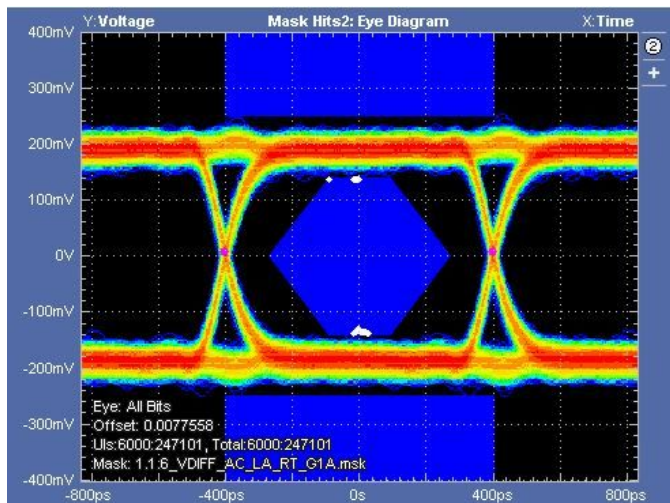 Y:Voltage Mask Hits2: Eye Diagram X:Time
400mV
300mV
200mV
100mV
0V
-100mV
-200mV
-300mV
-400mV
2
+
Eye: All Bits
Offset: 0.0077558
UIs:6000:247101, Total:6000:247101
Mask: 1.1.6_VDIFF_AC_LA_RT_G1A.msk
-800ps -400ps 0s 400ps 800ps